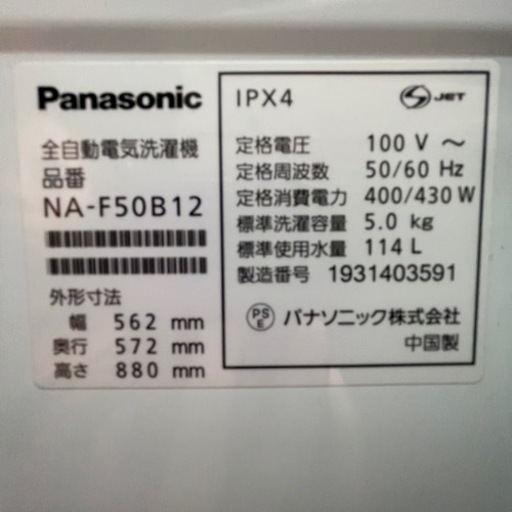 Panasonic
全自動電気洗濯機
品番
NA-F50B12
外形寸法
幅 562 mm
奥行 572 mm
高さ 880 mm
IPX4
S JET
定格電圧 100 V ～
定格周波数 50/60 Hz
定格消費電力 400/430 W
標準洗濯容量 5.0 kg
標準使用水量 114 L
製造番号 1931403591
PS E パナソニック株式会社
中国製